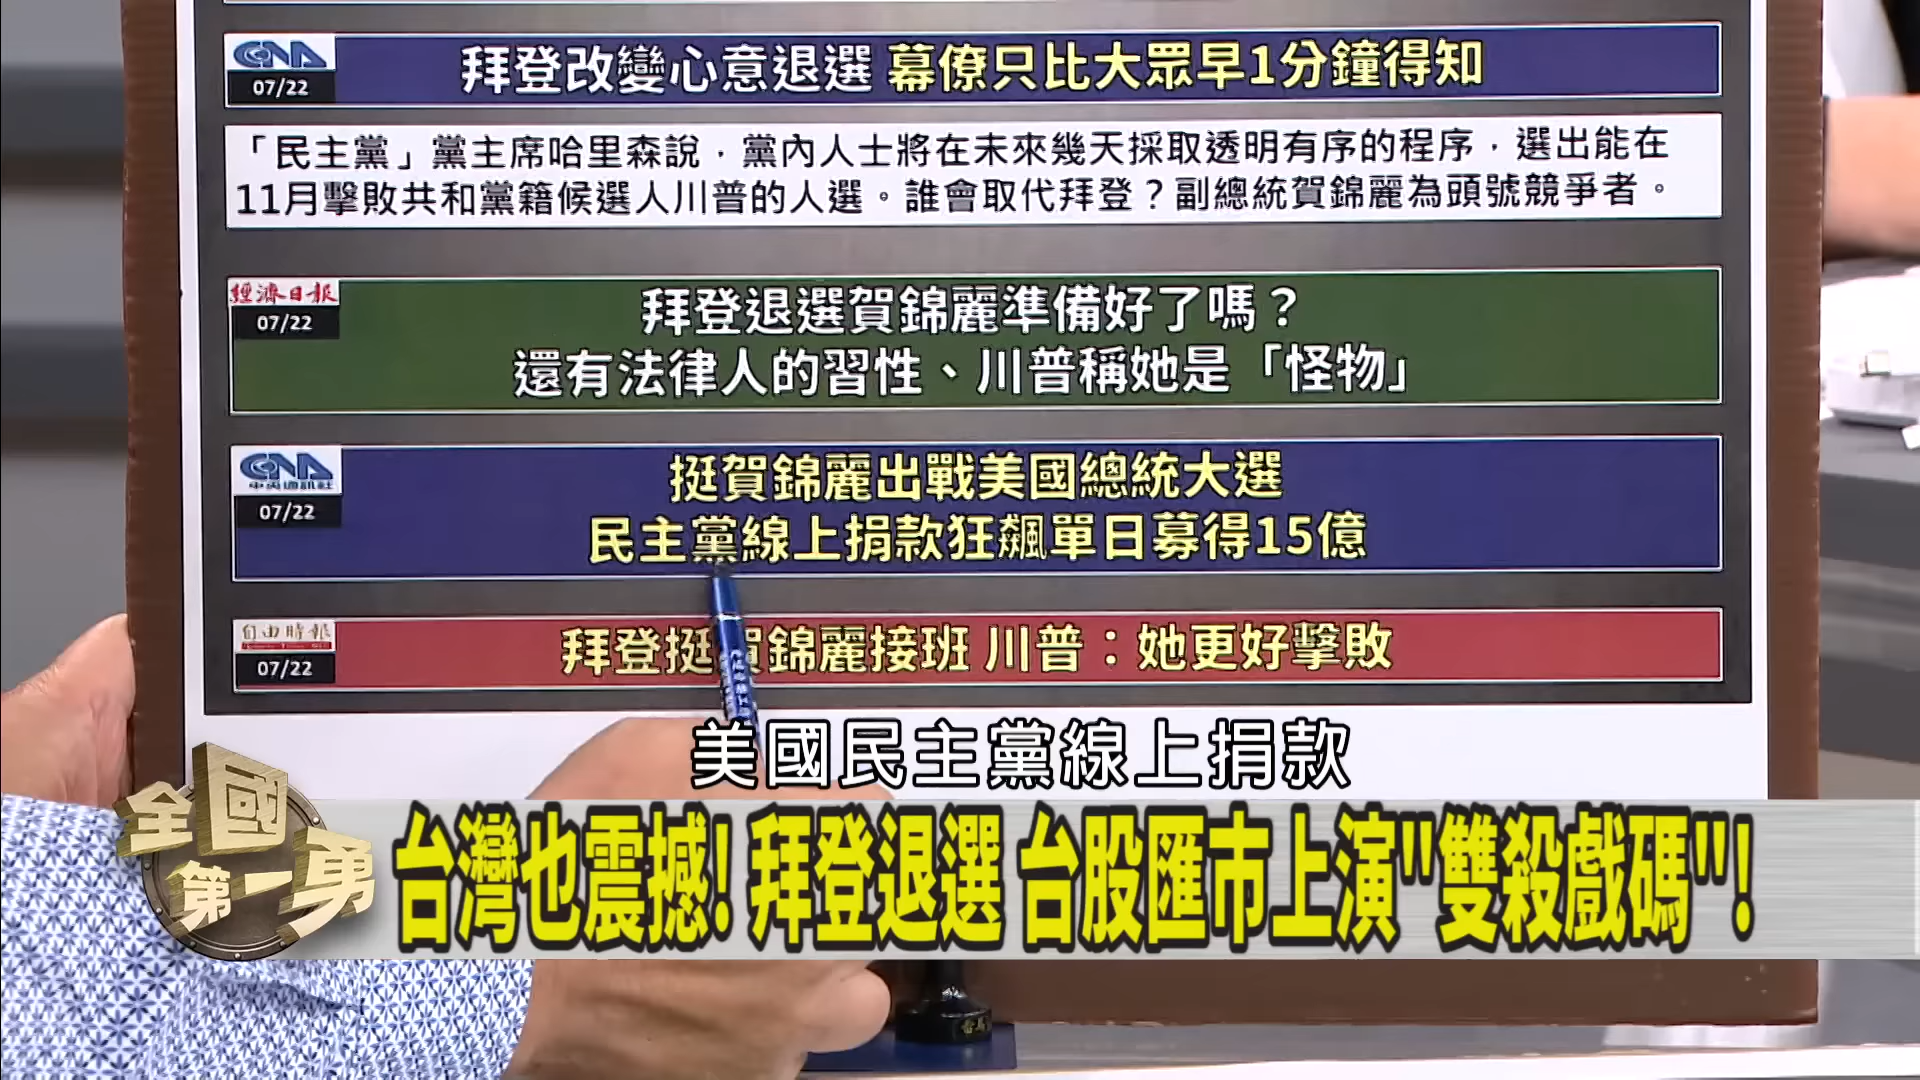 CNA
07/22
拜登改變心意退選 幕僚只比大眾早1分鐘得知
「民主黨」黨主席哈里森說，黨內人士將在未來幾天採取透明有序的程序，選出能在
11月擊敗共和黨籍候選人川普的人選。誰會取代拜登？副總統賀錦麗為頭號競爭者。
經濟日報
07/22
拜登退選賀錦麗準備好了嗎？
還有法律人的習性、川普稱她是「怪物」
CNA
中央通訊社
07/22
挺賀錦麗出戰美國總統大選
民主黨線上捐款狂飆單日募得15億
自由時報
07/22
拜登挺賀錦麗接班 川普：她更好擊敗
美國民主黨線上捐款
全國第一勇
台灣也震撼! 拜登退選 台股匯市上演"雙殺戲碼"!